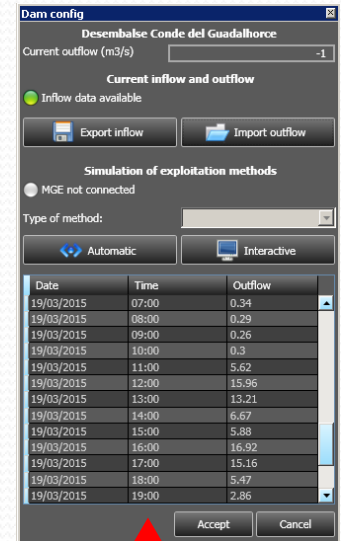 Dam config
Desembalse Conde del Guadalhorce
Current outflow (m3/s) -1
Current inflow and outflow
Inflow data available
Export inflow Import outflow
Simulation of exploitation methods
MGE not connected
Type of method:
Automatic Interactive
Date Time Outflow
19/03/2015 07:00 0.34
19/03/2015 08:00 0.29
19/03/2015 09:00 0.26
19/03/2015 10:00 0.3
19/03/2015 11:00 5.62
19/03/2015 12:00 15.96
19/03/2015 13:00 13.21
19/03/2015 14:00 6.67
19/03/2015 15:00 5.88
19/03/2015 16:00 16.92
19/03/2015 17:00 15.16
19/03/2015 18:00 5.47
19/03/2015 19:00 2.86
Accept Cancel